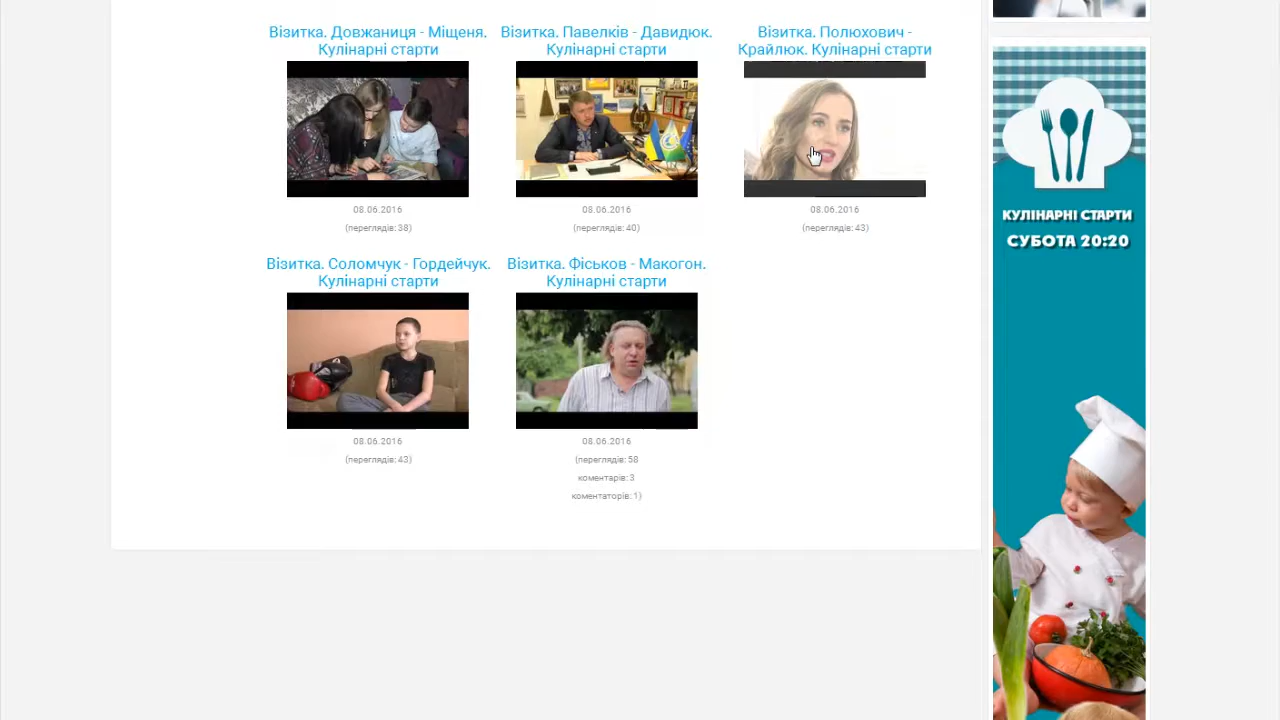 Візитка. Довжаниця - Міщеня.
Кулінарні старти
08.06.2016
(переглядів: 38)
Візитка. Павелків - Давидюк.
Кулінарні старти
08.06.2016
(переглядів: 40)
Візитка. Полюхович -
Крайлюк. Кулінарні старти
08.06.2016
(переглядів: 43)
Візитка. Соломчук - Гордейчук.
Кулінарні старти
08.06.2016
(переглядів: 43)
Візитка. Фіськов - Макогон.
Кулінарні старти
08.06.2016
(переглядів: 58
коментарів: 3
коментаторів: 1)
КУЛІНАРНІ СТАРТИ
СУБОТА 20:20